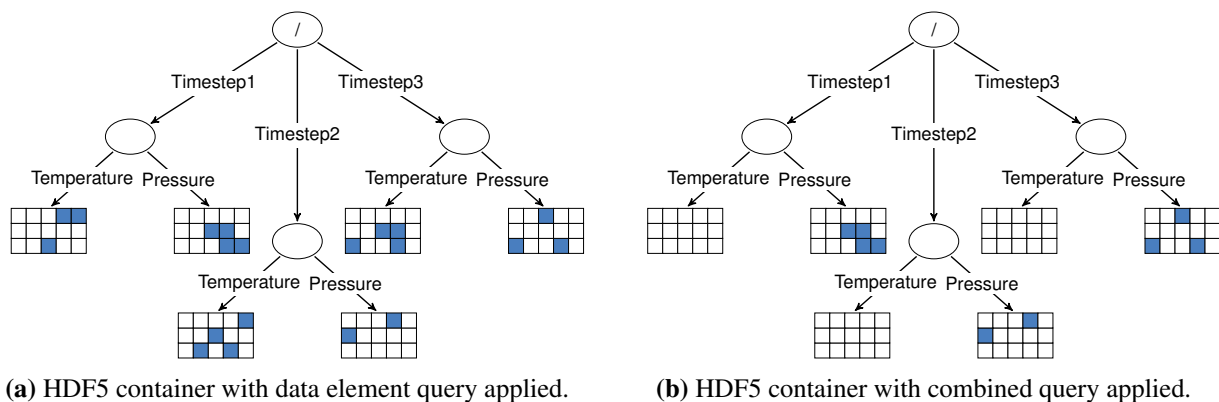 /
Timestep1
Timestep3
Timestep2
Temperature Pressure
Temperature Pressure
Temperature Pressure
(a) HDF5 container with data element query applied.
/
Timestep1
Timestep3
Timestep2
Temperature Pressure
Temperature Pressure
Temperature Pressure
(b) HDF5 container with combined query applied.